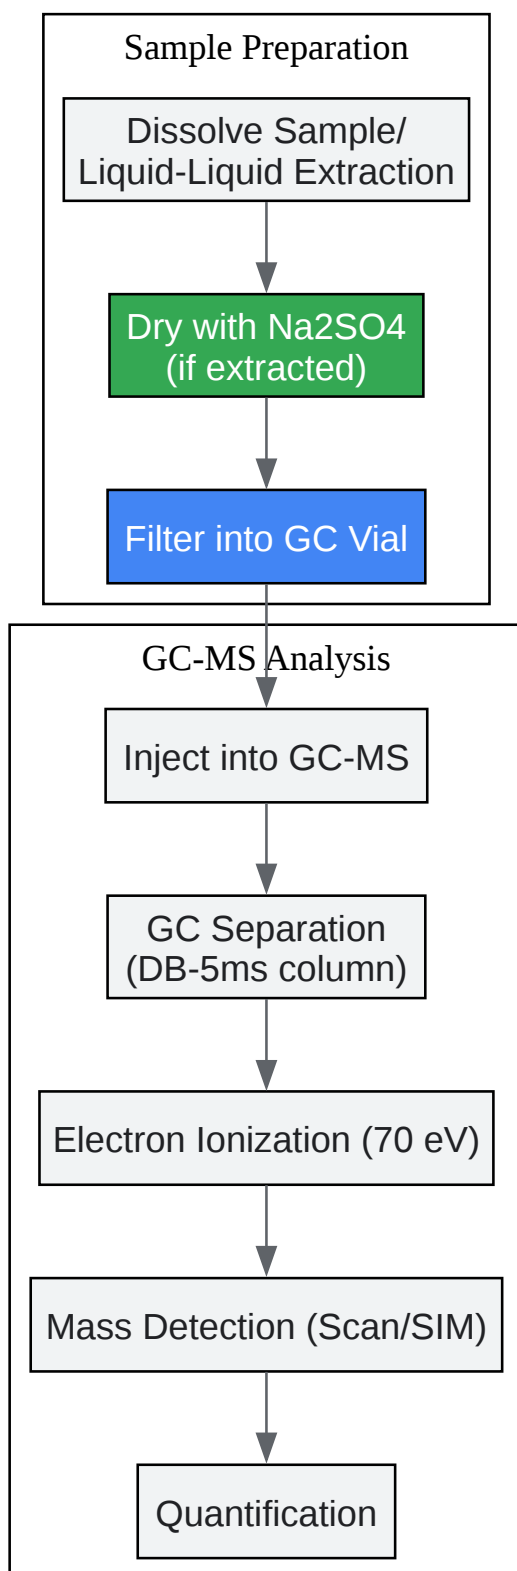 Sample Preparation
Dissolve Sample/
Liquid-Liquid Extraction
Dry with Na2SO4
(if extracted)
Filter into GC Vial
GC-MS Analysis
Inject into GC-MS
GC Separation
(DB-5ms column)
Electron Ionization (70 eV)
Mass Detection (Scan/SIM)
Quantification